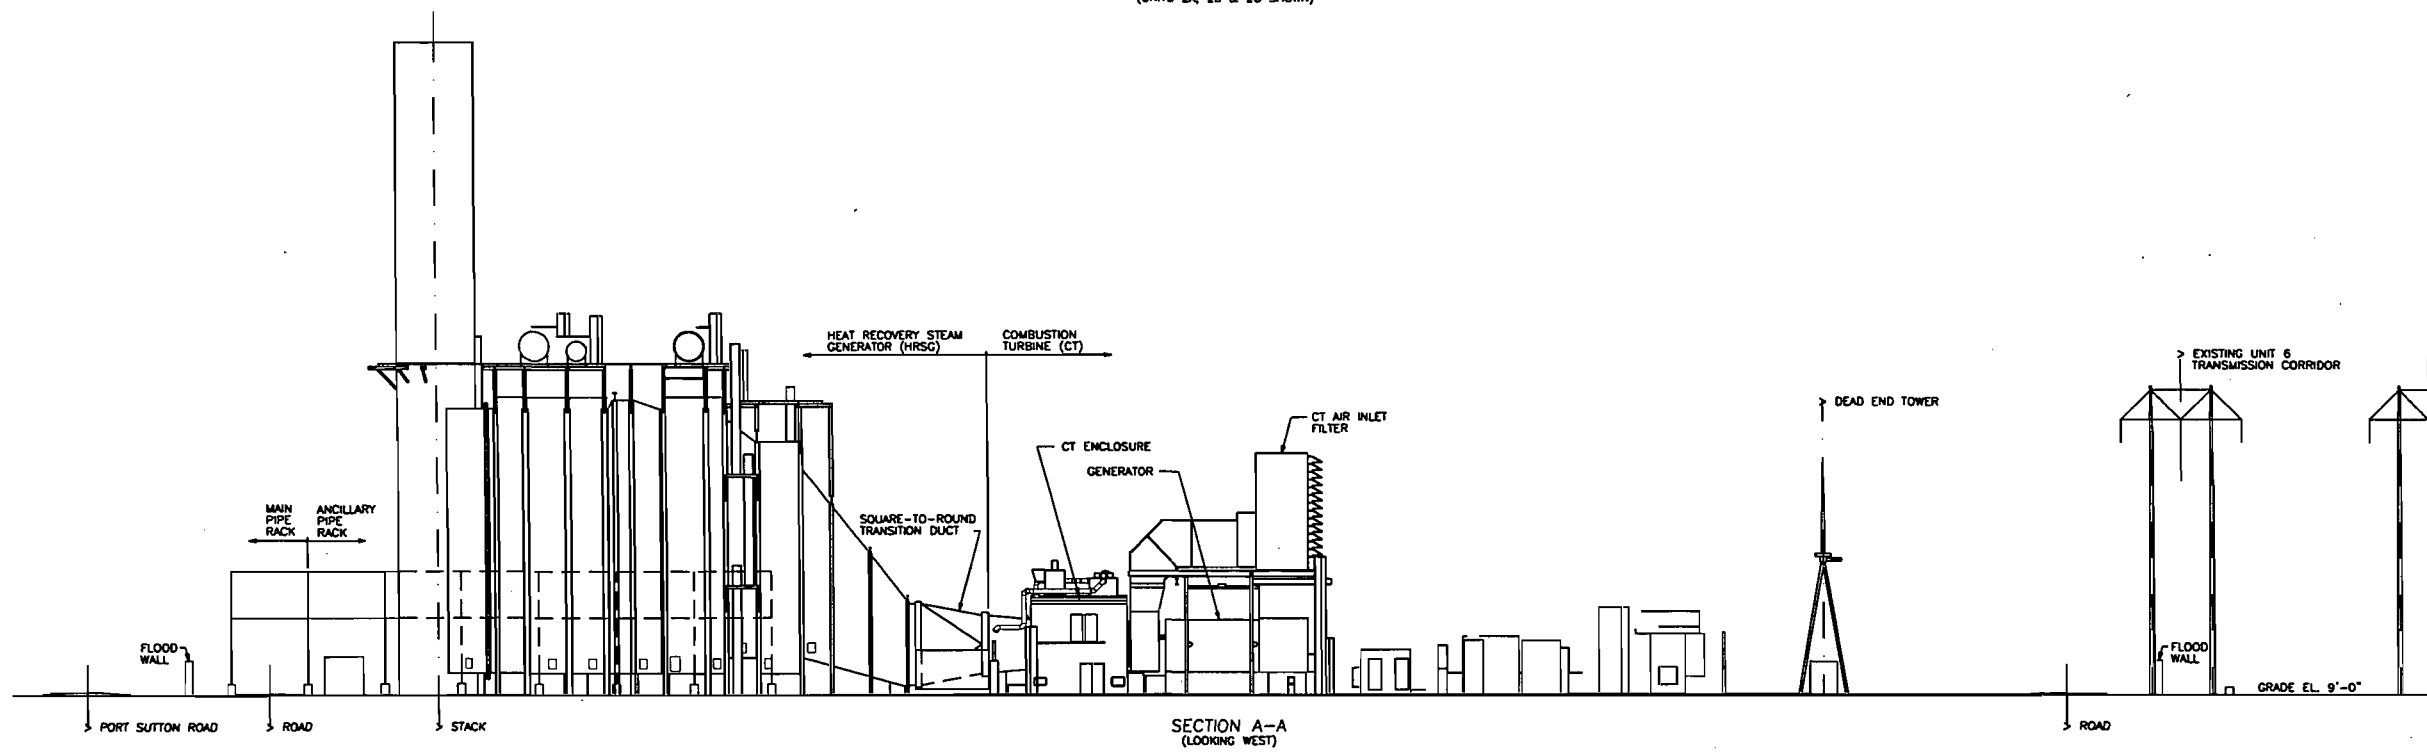 HEAT RECOVERY STEAM
GENERATOR (HRSG)
COMBUSTION
TURBINE (CT)
EXISTING UNIT 6
TRANSMISSION CORRIDOR
DEAD END TOWER
CT AIR INLET
FILTER
CT ENCLOSURE
GENERATOR
MAIN
PIPE
RACK
ANCILLARY
PIPE
RACK
SQUARE-TO-ROUND
TRANSITION DUCT
FLOOD
WALL
FLOOD
WALL
GRADE EL. 9'-0"
PORT SUTTON ROAD
ROAD
STACK
SECTION A-A
(LOOKING WEST)
ROAD